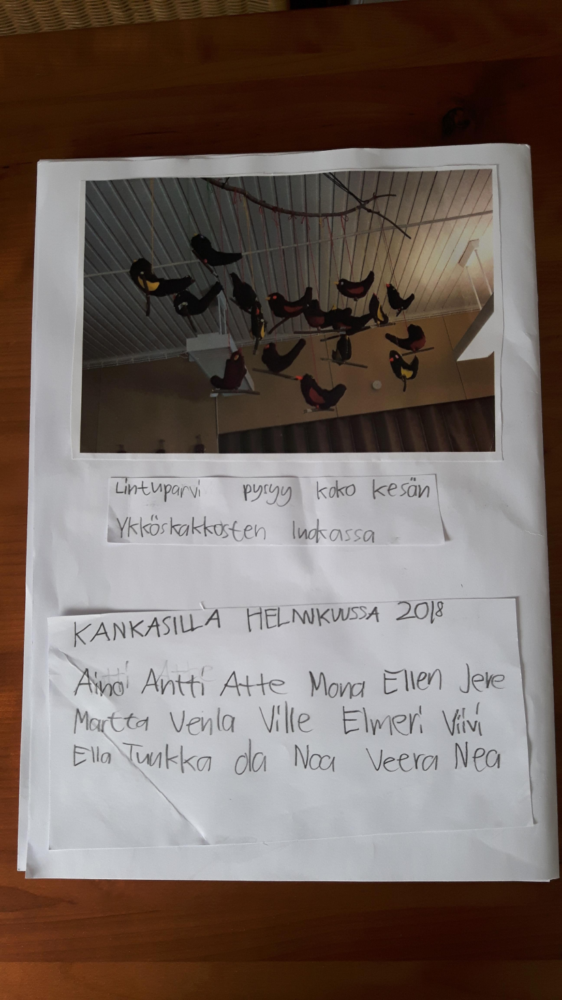 Lintuparvi pysyy koko kesän
Ykköskakkosten luokassa
KANKASILLA HELMIKUUSSA 2018
Aino Antti Atte Mona Ellen Jere
Martta Venla Ville Elmeri Viivi
Ella Tuukka ola Noa Veera Nea